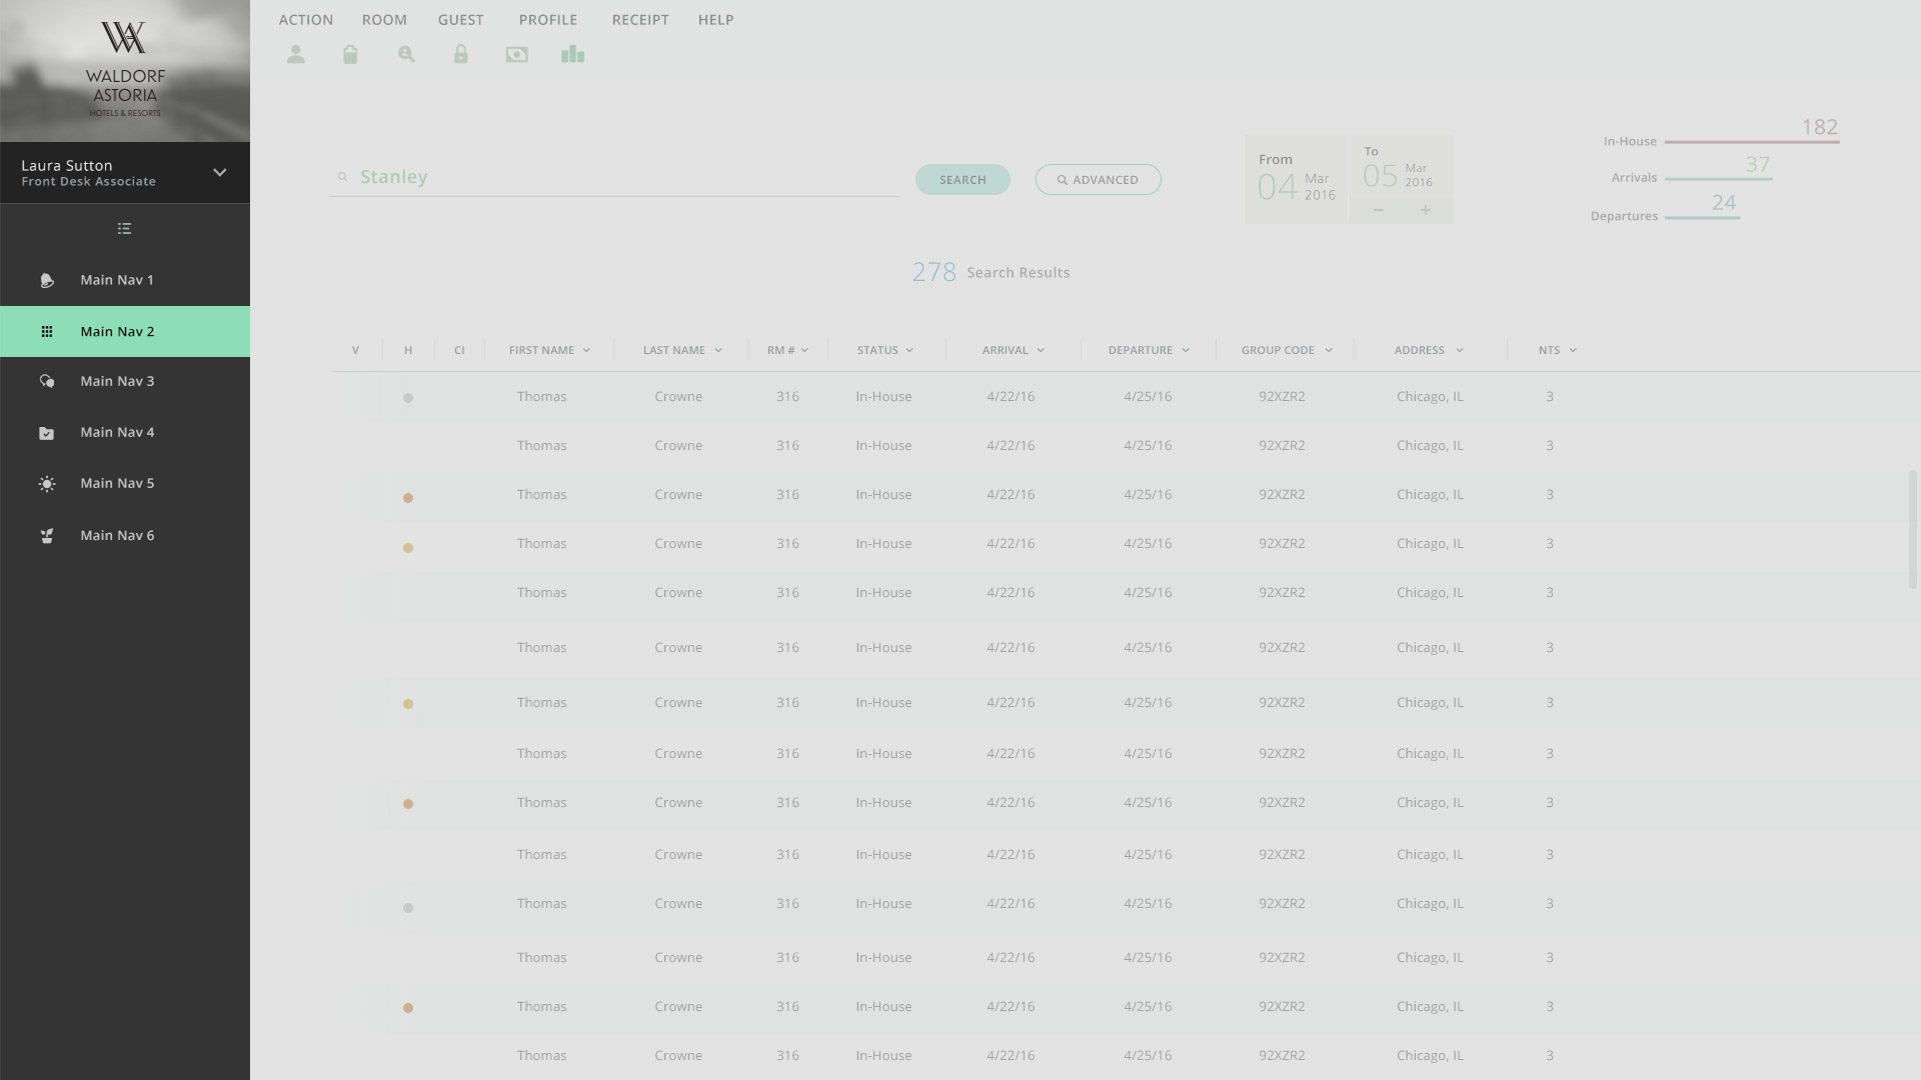 WA
WALDORF
ASTORIA
HOTELS & RESORTS
Laura Sutton
Front Desk Associate
Main Nav 1
Main Nav 2
Main Nav 3
Main Nav 4
Main Nav 5
Main Nav 6
ACTION ROOM GUEST PROFILE RECEIPT HELP
Stanley
SEARCH
ADVANCED
From
04 Mar 2016
To
05 Mar 2016
− +
In-House 182
Arrivals 37
Departures 24
278 Search Results
V H CI FIRST NAME LAST NAME RM # STATUS ARRIVAL DEPARTURE GROUP CODE ADDRESS NTS
Thomas Crowne 316 In-House 4/22/16 4/25/16 92XZR2 Chicago, IL 3
Thomas Crowne 316 In-House 4/22/16 4/25/16 92XZR2 Chicago, IL 3
Thomas Crowne 316 In-House 4/22/16 4/25/16 92XZR2 Chicago, IL 3
Thomas Crowne 316 In-House 4/22/16 4/25/16 92XZR2 Chicago, IL 3
Thomas Crowne 316 In-House 4/22/16 4/25/16 92XZR2 Chicago, IL 3
Thomas Crowne 316 In-House 4/22/16 4/25/16 92XZR2 Chicago, IL 3
Thomas Crowne 316 In-House 4/22/16 4/25/16 92XZR2 Chicago, IL 3
Thomas Crowne 316 In-House 4/22/16 4/25/16 92XZR2 Chicago, IL 3
Thomas Crowne 316 In-House 4/22/16 4/25/16 92XZR2 Chicago, IL 3
Thomas Crowne 316 In-House 4/22/16 4/25/16 92XZR2 Chicago, IL 3
Thomas Crowne 316 In-House 4/22/16 4/25/16 92XZR2 Chicago, IL 3
Thomas Crowne 316 In-House 4/22/16 4/25/16 92XZR2 Chicago, IL 3
Thomas Crowne 316 In-House 4/22/16 4/25/16 92XZR2 Chicago, IL 3
Thomas Crowne 316 In-House 4/22/16 4/25/16 92XZR2 Chicago, IL 3